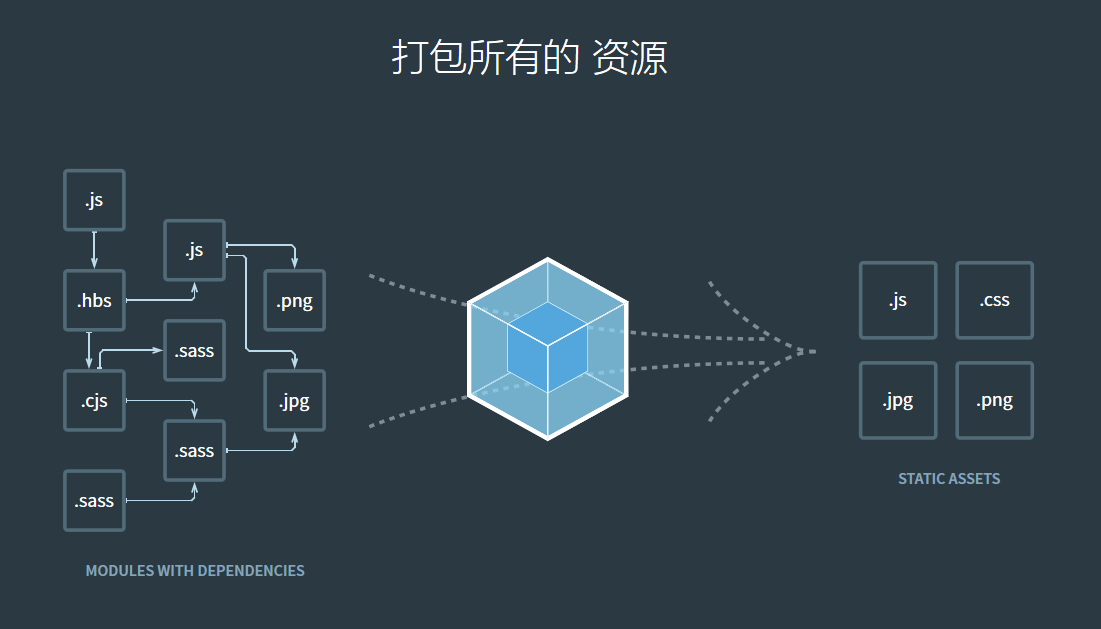 打包所有的 资源
.js
.js
.hbs
.png
.sass
.cjs
.jpg
.sass
.sass
MODULES WITH DEPENDENCIES
.js
.css
.jpg
.png
STATIC ASSETS